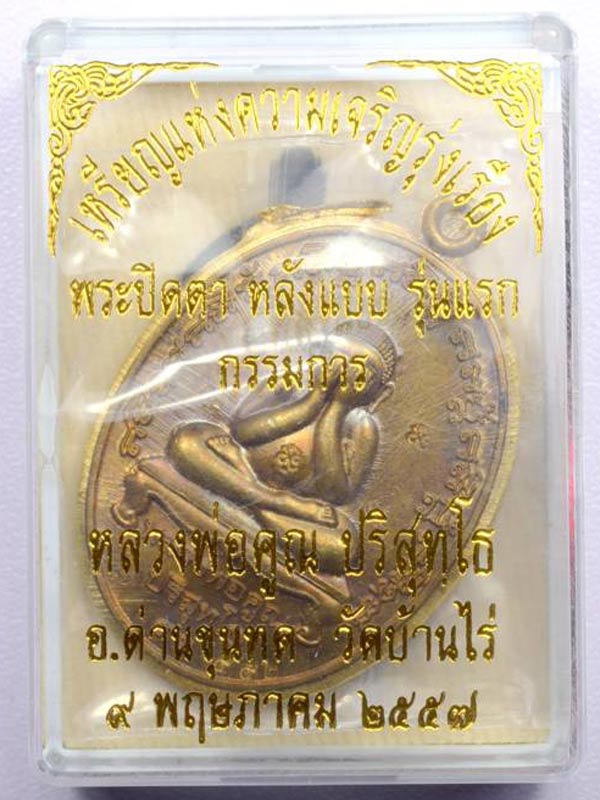 เหรียญแห่งความเจริญรุ่งเรือง
พระปิดตา หลังแบบ รุ่นแรก
กรรมการ
หลวงพ่อคูณ ปริสุทฺโธ
อ.ด่านขุนทด วัดบ้านไร่
๙ พฤษภาคม ๒๕๕๗